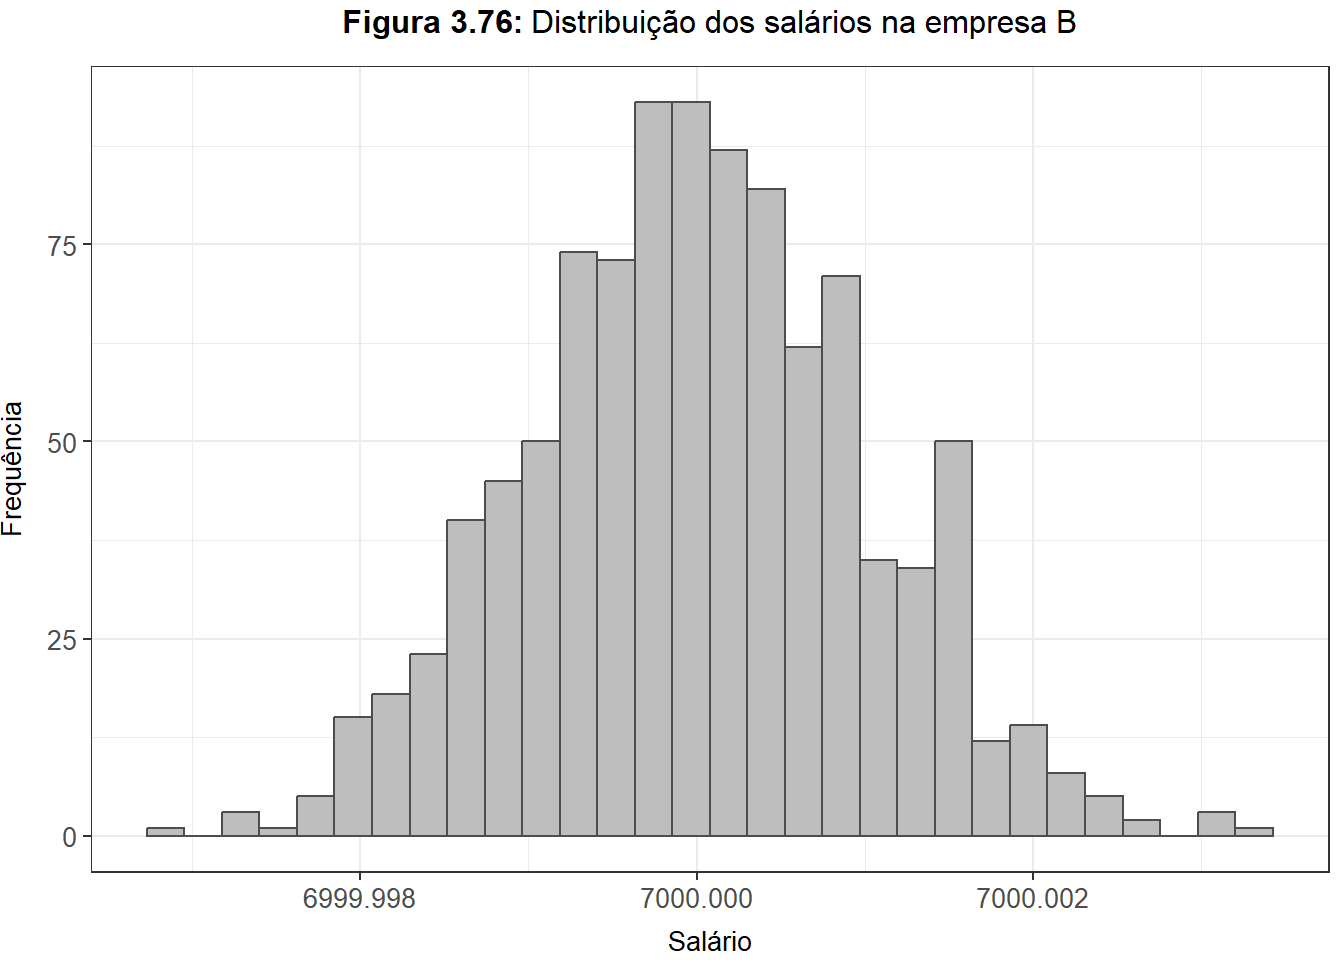 Figura 3.76: Distribuição dos salários na empresa B
Frequência
75
50
25
0
6999.998 7000.000 7000.002
Salário